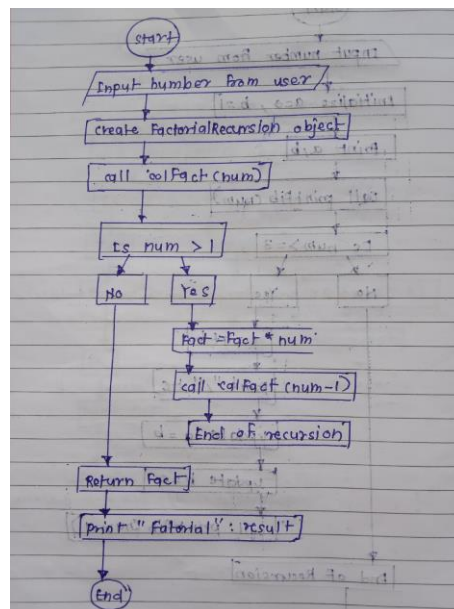 start
Input number from user
create FactorialRecursion object
call calFact(num)
Is num > 1
No
Yes
Fact = Fact * num
call calFact(num-1)
End of recursion
Return Fact;
print "Fatorial": result
End